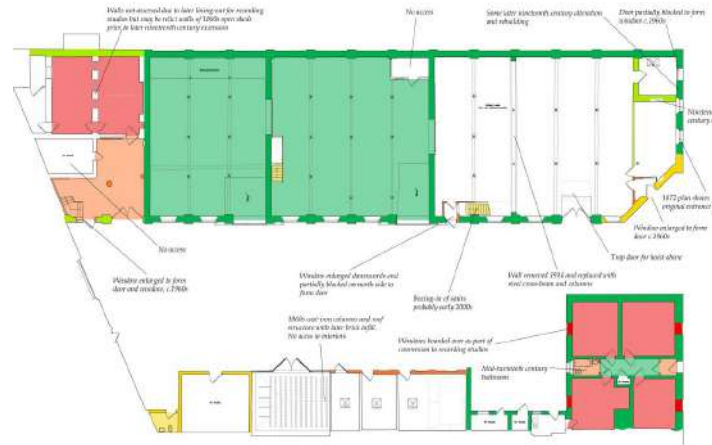 Walls not assessed due to later lining-out for recording
studios but may be relict walls of 1860s open sheds
prior to later nineteenth century extension
No access
Some later nineteenth century alteration
and rebuilding
Door partially blocked to form
window c.1960s
century
1872 plan shows
original entrance
Window enlarged to form
door c.1960s
Trap door for hoist above
No access
Window enlarged to form
door and window, c.1960s
Window enlarged downwards and
partially blocked on north side to
form door
Wall removed 1914 and replaced with
steel cross-beam and columns
Boxing-in of stairs
probably early 2000s
1860s cast-iron columns and roof
structure with later brick infill.
No access to interiors
Windows boarded over as part of
conversion to recording studios
Mid-twentieth century
bathroom